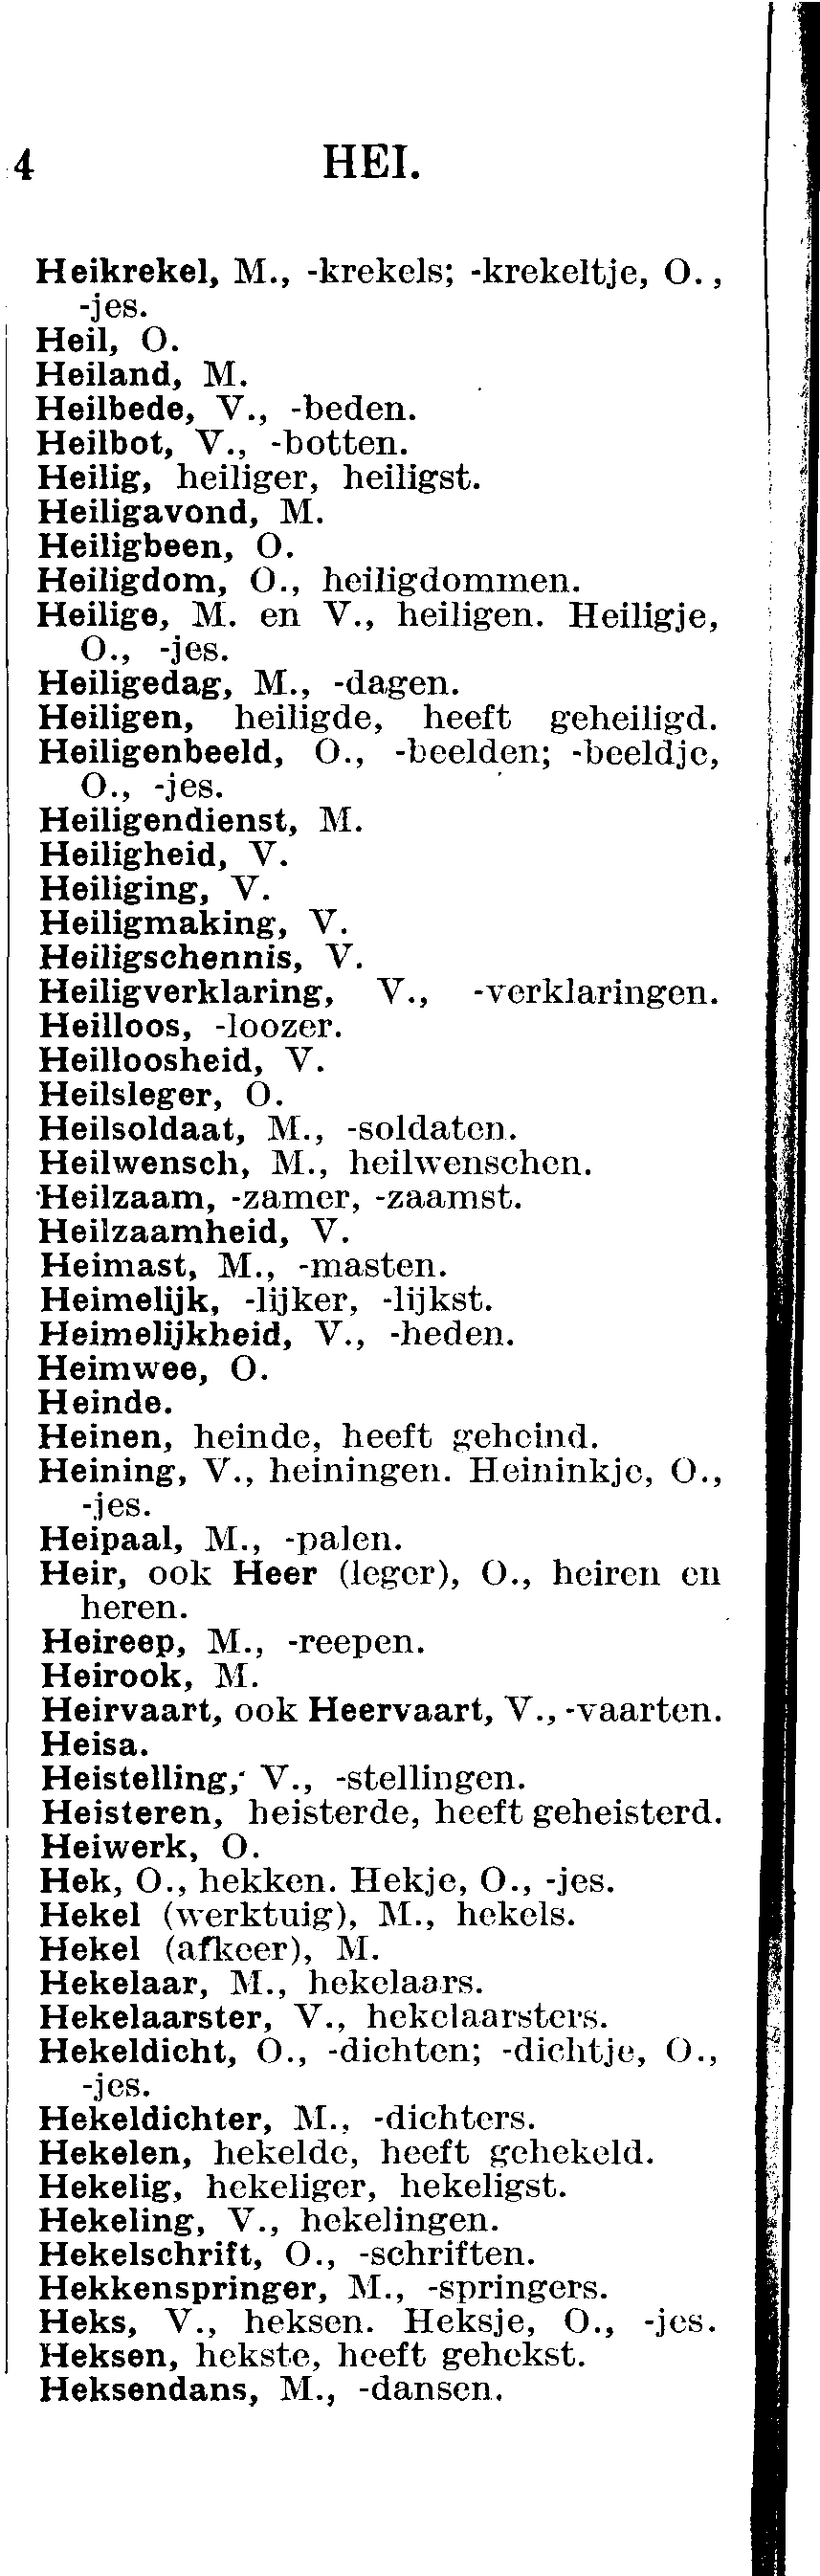 4 HEI.
Heikrekel, M., -krekels; -krekeltje, O.,
-jes.
Heil, O.
Heiland, M.
Heilbede, V., -beden.
Heilbot, V., -botten.
Heilig, heiliger, heiligst.
Heiligavond, M.
Heiligbeen, O.
Heiligdom, O., heiligdommen.
Heilige, M. en V., heiligen. Heiligje,
O., -jes.
Heiligedag, M., -dagen.
Heiligen, heiligde, heeft geheiligd.
Heiligenbeeld, O., -beelden; -beeldje,
O., -jes.
Heiligendienst, M.
Heiligheid, V.
Heiliging, V.
Heiligmaking, V.
Heiligschennis, V.
Heiligverklaring, V., -verklaringen.
Heilloos, -loozer.
Heilloosheid, V.
Heilsleger, O.
Heilsoldaat, M., -soldaten.
Heilwensch, M., heilwenschen.
Heilzaam, -zamer, -zaamst.
Heilzaamheid, V.
Heimast, M., -masten.
Heimelijk, -lijker, -lijkst.
Heimelijkheid, V., -heden.
Heimwee, O.
Heinde.
Heinen, heinde, heeft geheind.
Heining, V., heiningen. Heininkje, O.,
-jes.
Heipaal, M., -palen.
Heir, ook Heer (leger), O., heiren en
heren.
Heireep, M., -reepen.
Heirook, M.
Heirvaart, ook Heervaart, V., -vaarten.
Heisa.
Heistelling, V., -stellingen.
Heisteren, heisterde, heeft geheisterd.
Heiwerk, O.
Hek, O., hekken. Hekje, O., -jes.
Hekel (werktuig), M., hekels.
Hekel (afkeer), M.
Hekelaar, M., hekelaars.
Hekelaarster, V., hekelaarsters.
Hekeldicht, O., -dichten; -dichtje, O.,
-jes.
Hekeldichter, M., -dichters.
Hekelen, hekelde, heeft gehekeld.
Hekelig, hekeliger, hekeligst.
Hekeling, V., hekelingen.
Hekelschrift, O., -schriften.
Hekkenspringer, M., -springers.
Heks, V., heksen. Heksje, O., -jes.
Heksen, hekste, heeft gehekst.
Heksendans, M., -dansen.